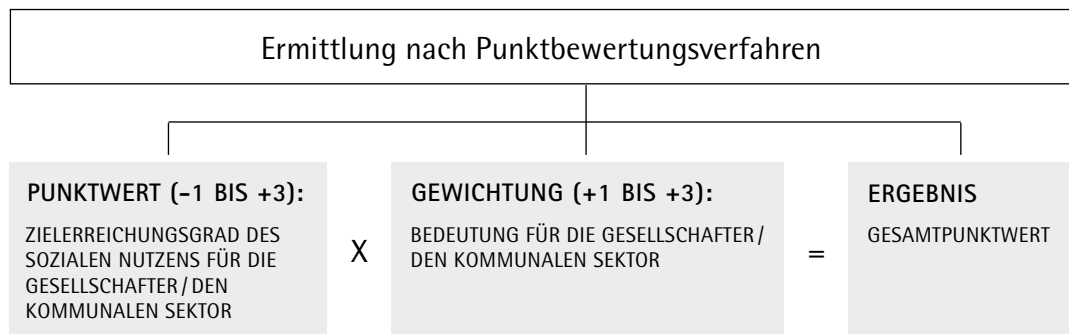 Ermittlung nach Punktbewertungsverfahren
PUNKTWERT (-1 BIS +3):
ZIELERREICHUNGSGRAD DES
SOZIALEN NUTZENS FÜR DIE
GESELLSCHAFTER / DEN
KOMMUNALEN SEKTOR
X
GEWICHTUNG (+1 BIS +3):
BEDEUTUNG FÜR DIE GESELLSCHAFTER /
DEN KOMMUNALEN SEKTOR
=
ERGEBNIS
GESAMTPUNKTWERT